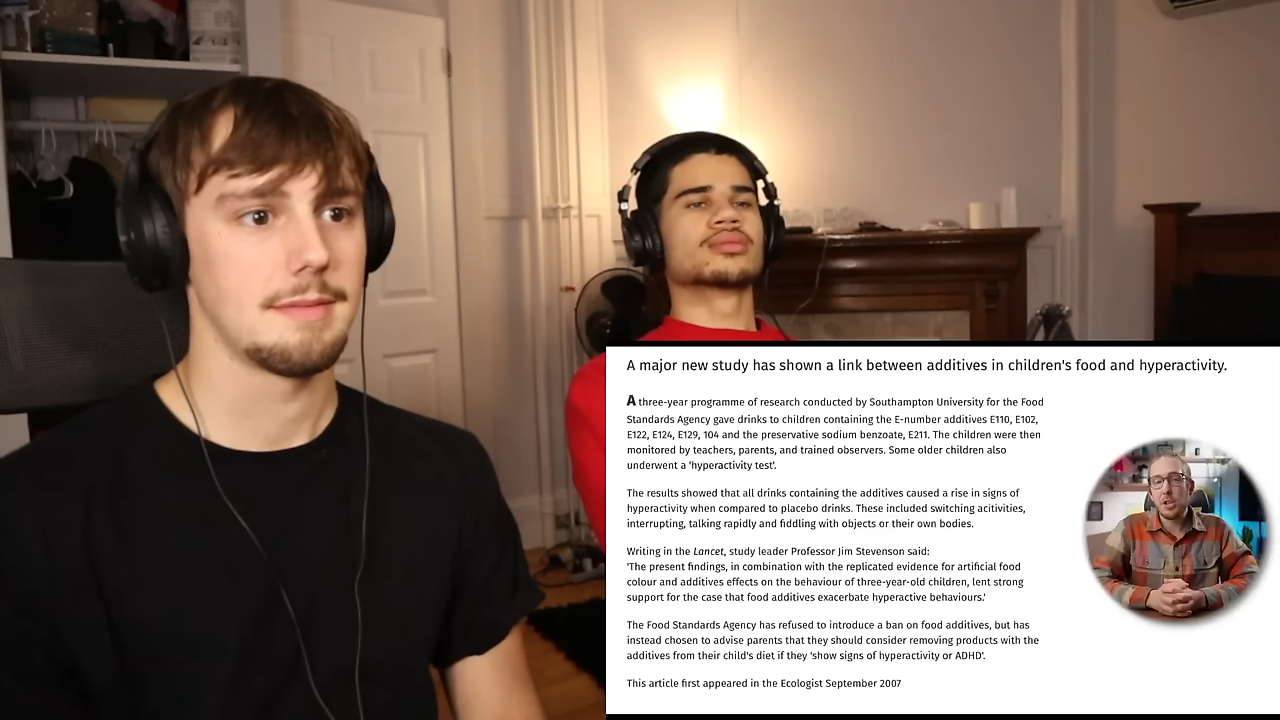 A major new study has shown a link between additives in children's food and hyperactivity.
A three-year programme of research conducted by Southampton University for the Food
Standards Agency gave drinks to children containing the E-number additives E110, E102,
E122, E124, E129, 104 and the preservative sodium benzoate, E211. The children were then
monitored by teachers, parents, and trained observers. Some older children also
underwent a 'hyperactivity test'.
The results showed that all drinks containing the additives caused a rise in signs of
hyperactivity when compared to placebo drinks. These included switching acitivities,
interrupting, talking rapidly and fiddling with objects or their own bodies.
Writing in the Lancet, study leader Professor Jim Stevenson said:
'The present findings, in combination with the replicated evidence for artificial food
colour and additives effects on the behaviour of three-year-old children, lent strong
support for the case that food additives exacerbate hyperactive behaviours.'
The Food Standards Agency has refused to introduce a ban on food additives, but has
instead chosen to advise parents that they should consider removing products with the
additives from their child's diet if they 'show signs of hyperactivity or ADHD'.
This article first appeared in the Ecologist September 2007